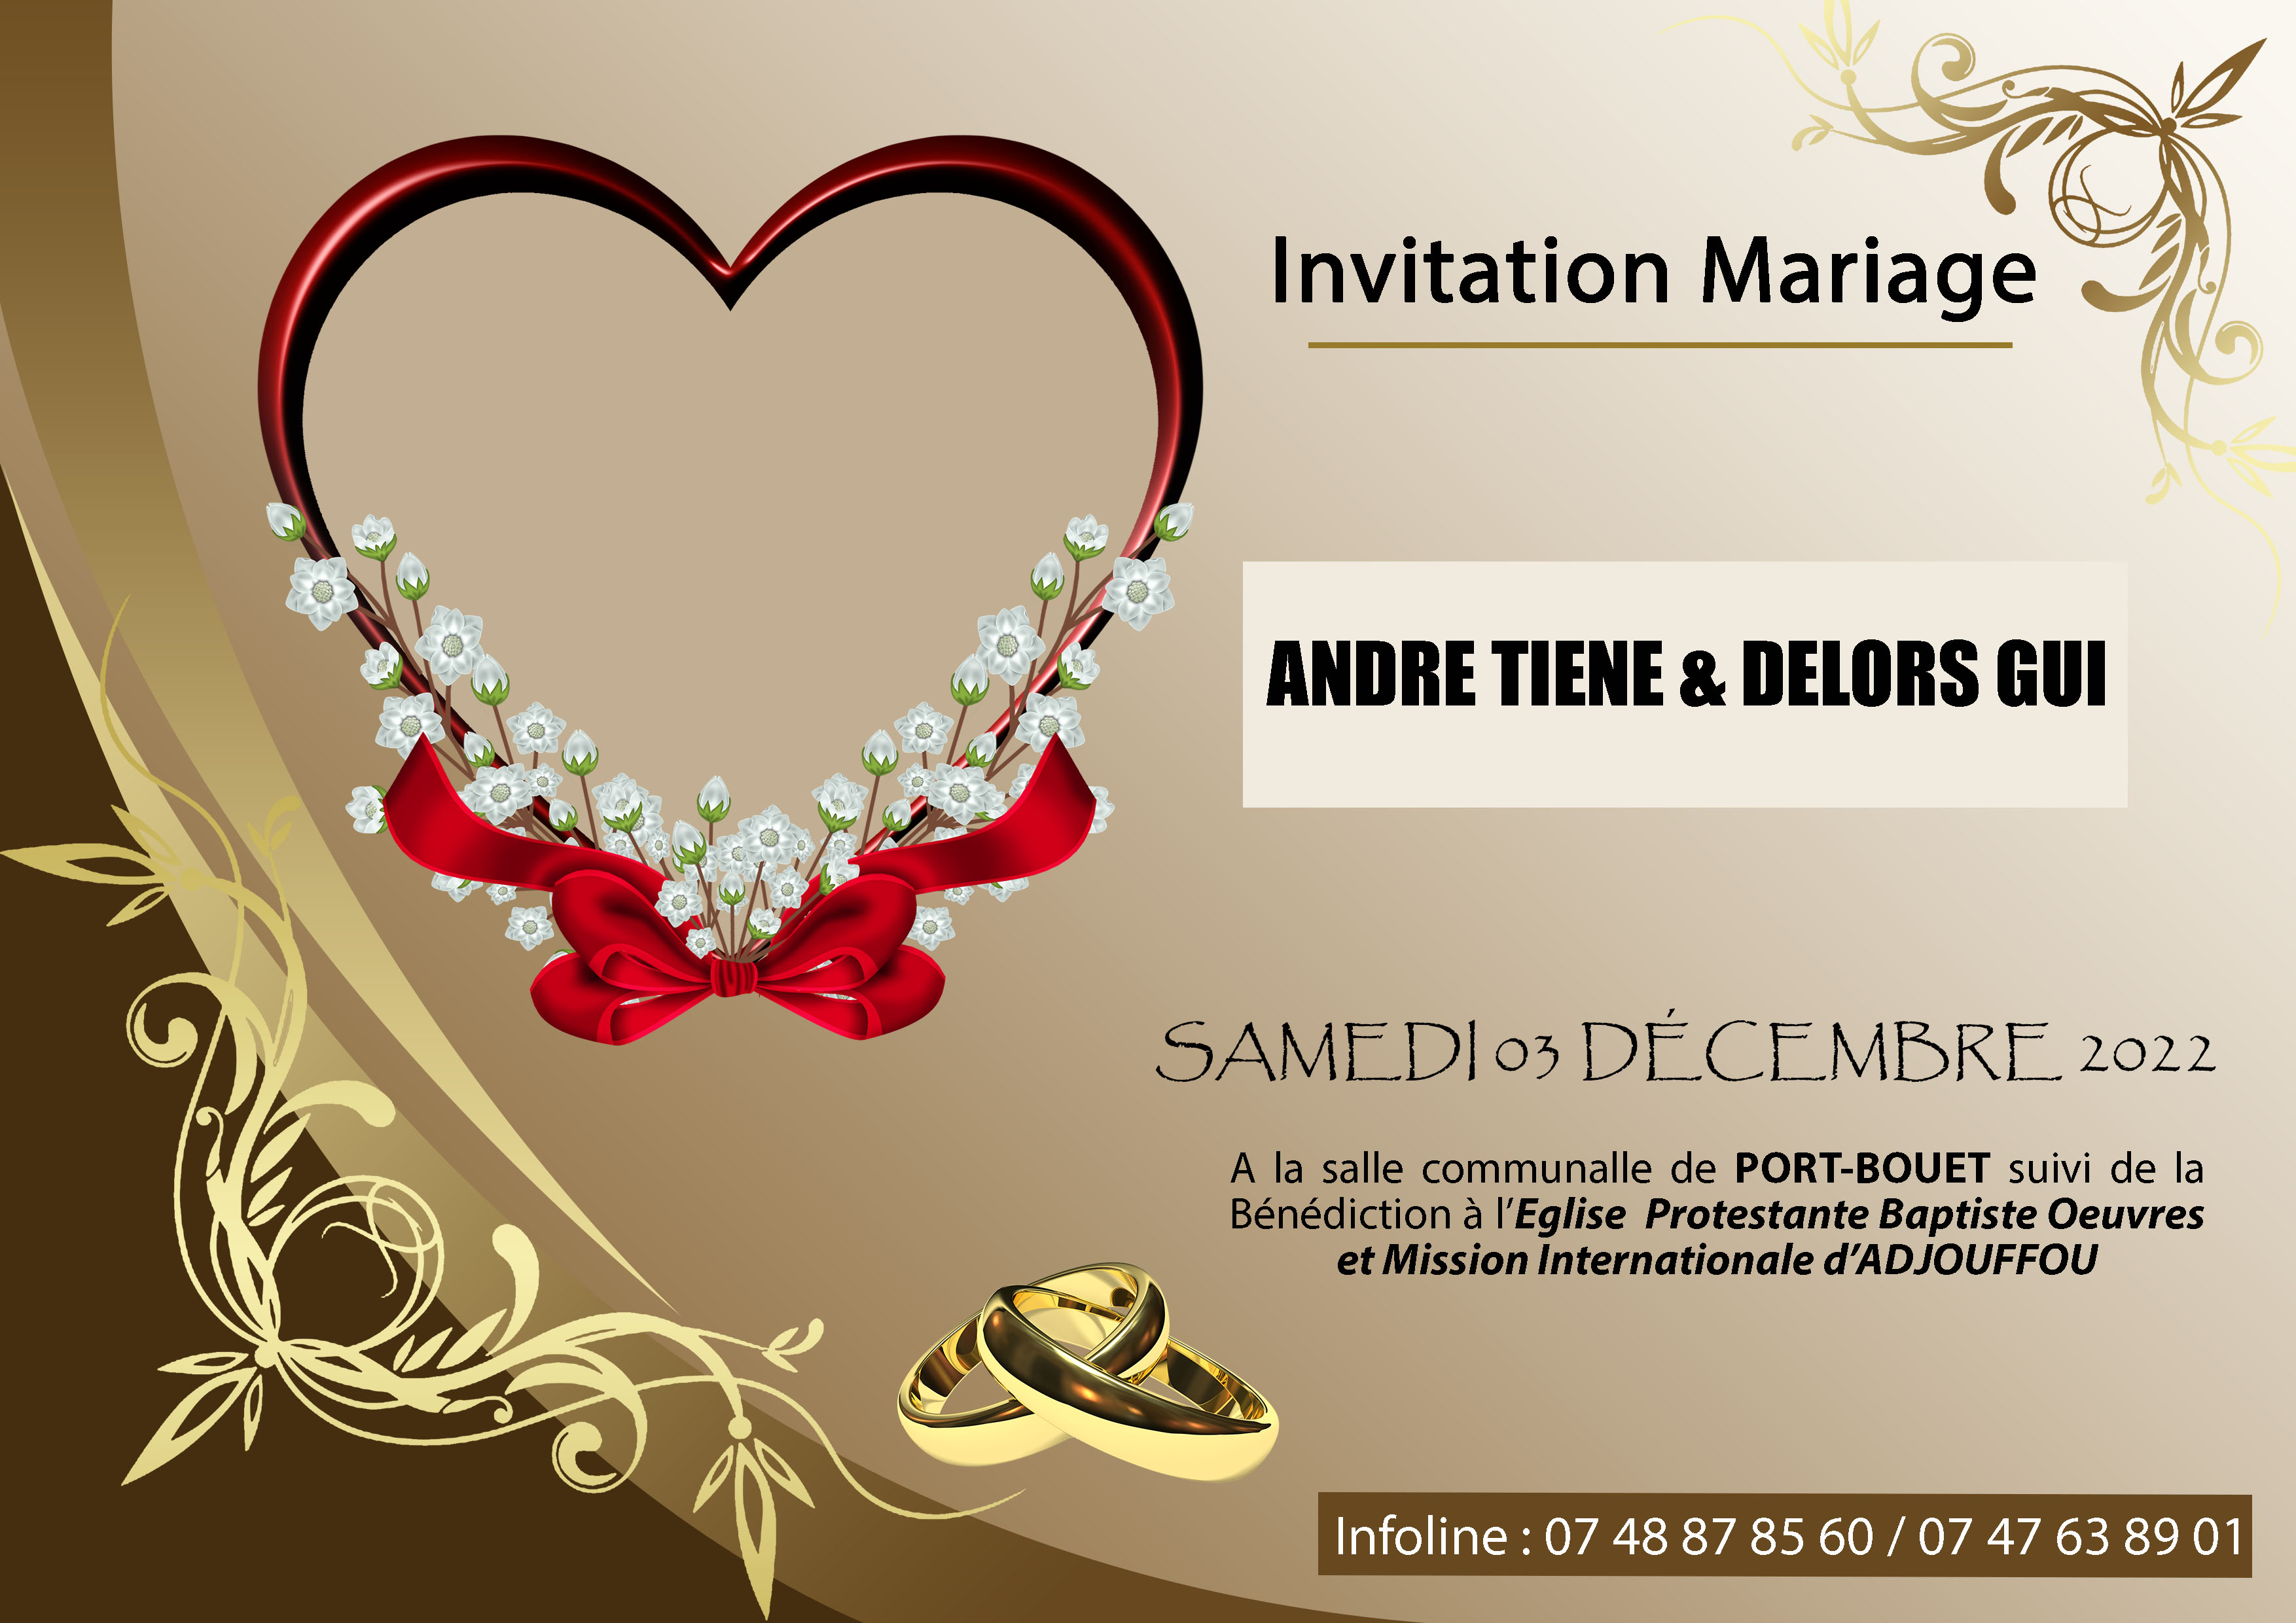 Invitation Mariage
ANDRE TIENE & DELORS GUI
SAMEDI 03 DÉCEMBRE 2022
A la salle communalle de PORT-BOUET suivi de la
Bénédiction à l’Eglise Protestante Baptiste Oeuvres
et Mission Internationale d’ADJOUFFOU
Infoline : 07 48 87 85 60 / 07 47 63 89 01